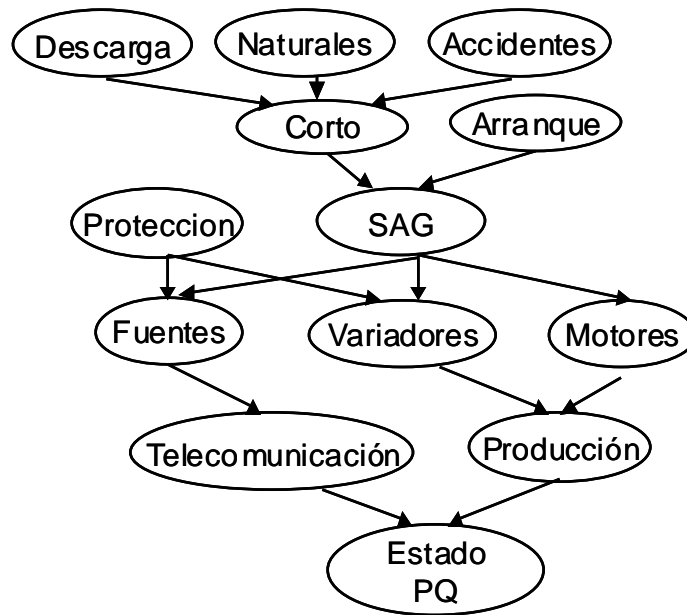 Descarga
Naturales
Accidentes
Corto
Arranque
Proteccion
SAG
Fuentes
Variadores
Motores
Telecomunicación
Producción
Estado
PQ